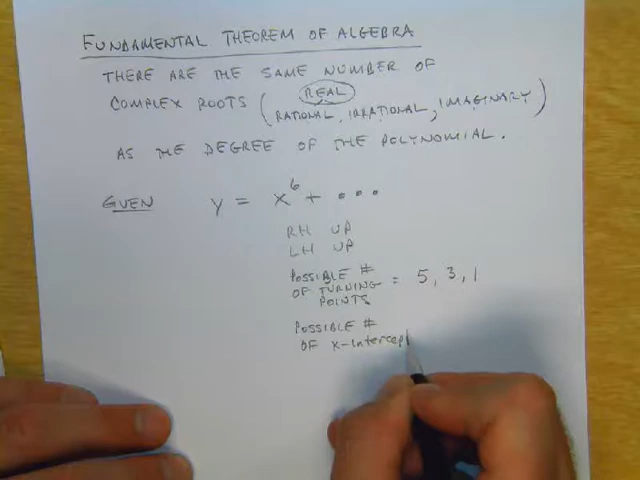 FUNDAMENTAL THEOREM OF ALGEBRA
THERE ARE THE SAME NUMBER OF
REAL
COMPLEX ROOTS (RATIONAL, IRRATIONAL, IMAGINARY)
AS THE DEGREE OF THE POLYNOMIAL.
GIVEN y = x⁶ + •••
RH UP
LH UP
POSSIBLE #
OF TURNING = 5, 3, 1
POINTS
POSSIBLE #
OF x-intercep